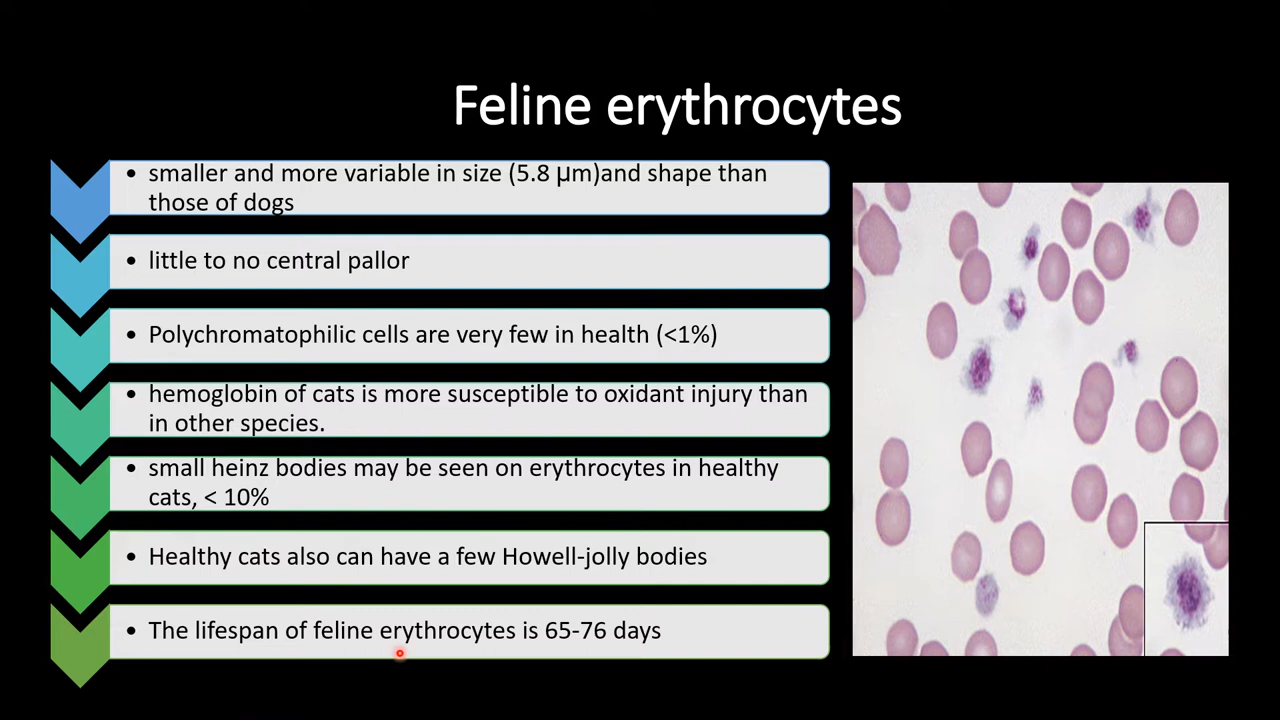 Feline erythrocytes
• smaller and more variable in size (5.8 µm)and shape than
those of dogs
• little to no central pallor
• Polychromatophilic cells are very few in health (<1%)
• hemoglobin of cats is more susceptible to oxidant injury than
in other species.
• small heinz bodies may be seen on erythrocytes in healthy
cats, < 10%
• Healthy cats also can have a few Howell-jolly bodies
• The lifespan of feline erythrocytes is 65-76 days